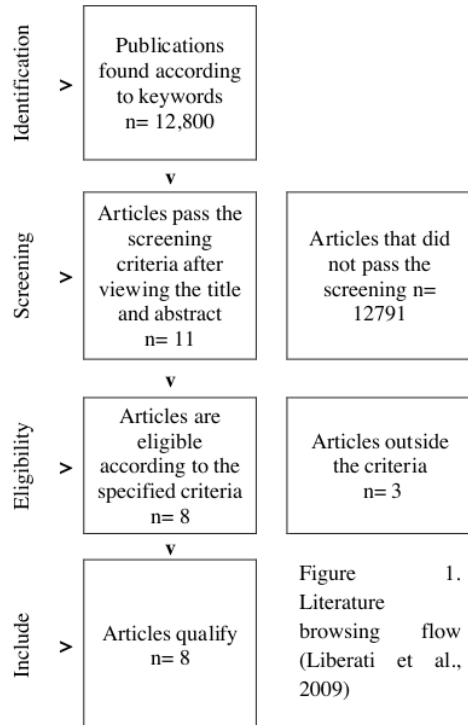 Identification
>
Publications
found according
to keywords
n= 12,800
v
Screening
>
Articles pass the
screening
criteria after
viewing the title
and abstract
n= 11
Articles that did
not pass the
screening n=
12791
v
Eligibility
>
Articles are
eligible
according to the
specified criteria
n= 8
Articles outside
the criteria
n= 3
v
Include
>
Articles qualify
n= 8
Figure 1.
Literature
browsing flow
(Liberati et al.,
2009)